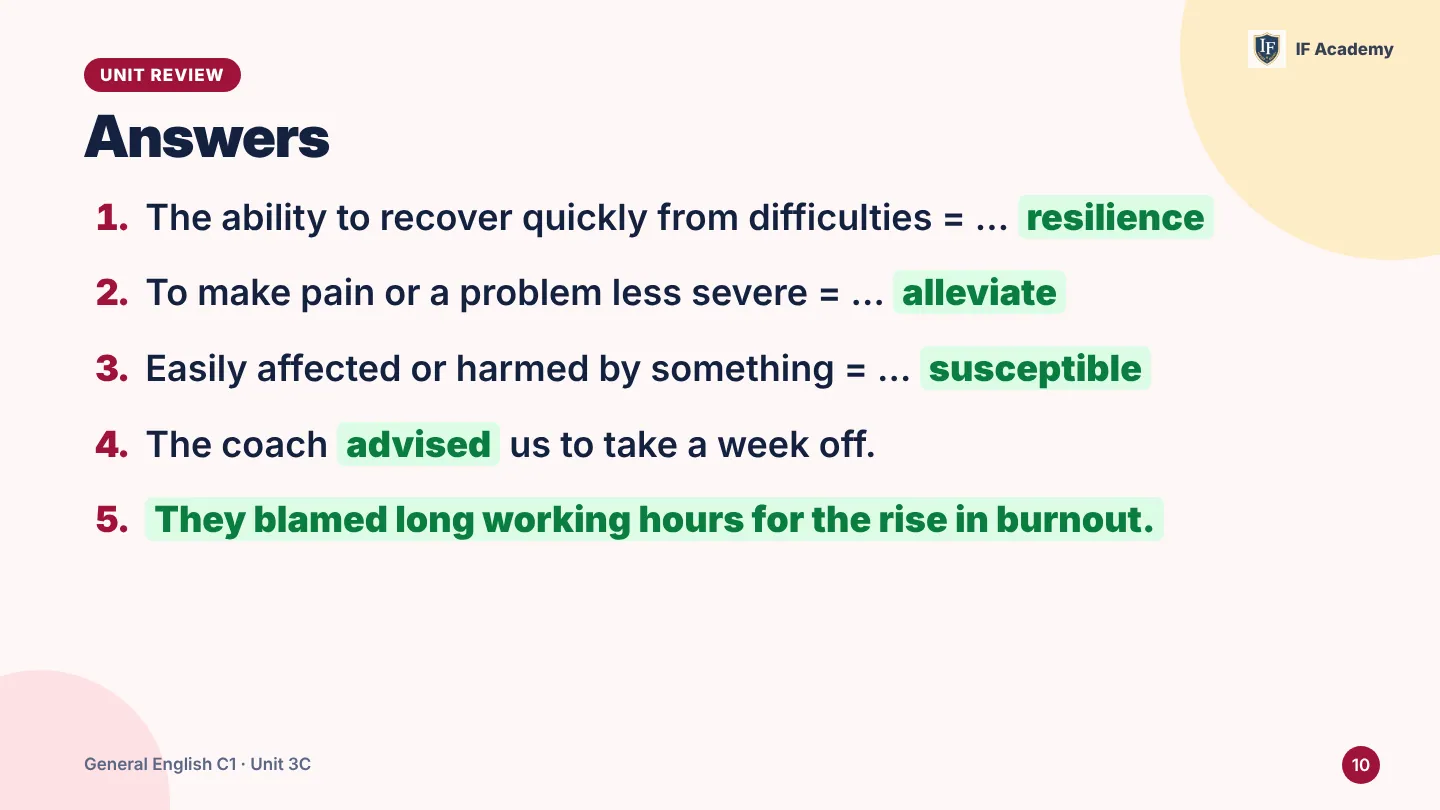 IF
IF Academy
UNIT REVIEW
Answers
1. The ability to recover quickly from difficulties = ... resilience
2. To make pain or a problem less severe = ... alleviate
3. Easily affected or harmed by something = ... susceptible
4. The coach advised us to take a week off.
5. They blamed long working hours for the rise in burnout.
General English C1 · Unit 3C
10